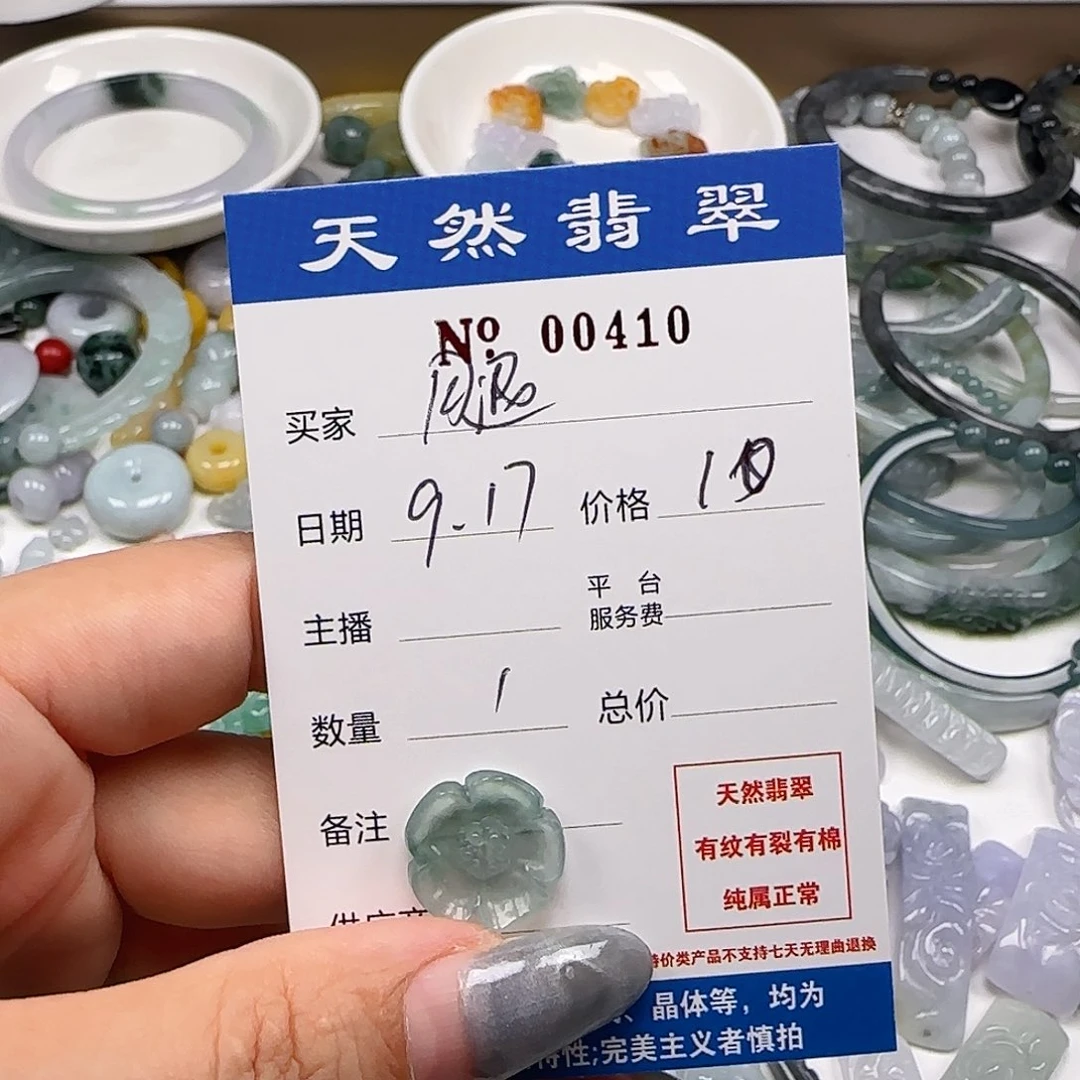 天然翡翠
No. 00410
买家
日期 9.17 价格
主播 平台服务费
数量 1 总价
备注
天然翡翠
有纹有裂有棉
纯属正常
价类产品不支持七天无理由退换
、晶体等，均为
特性;完美主义者慎拍